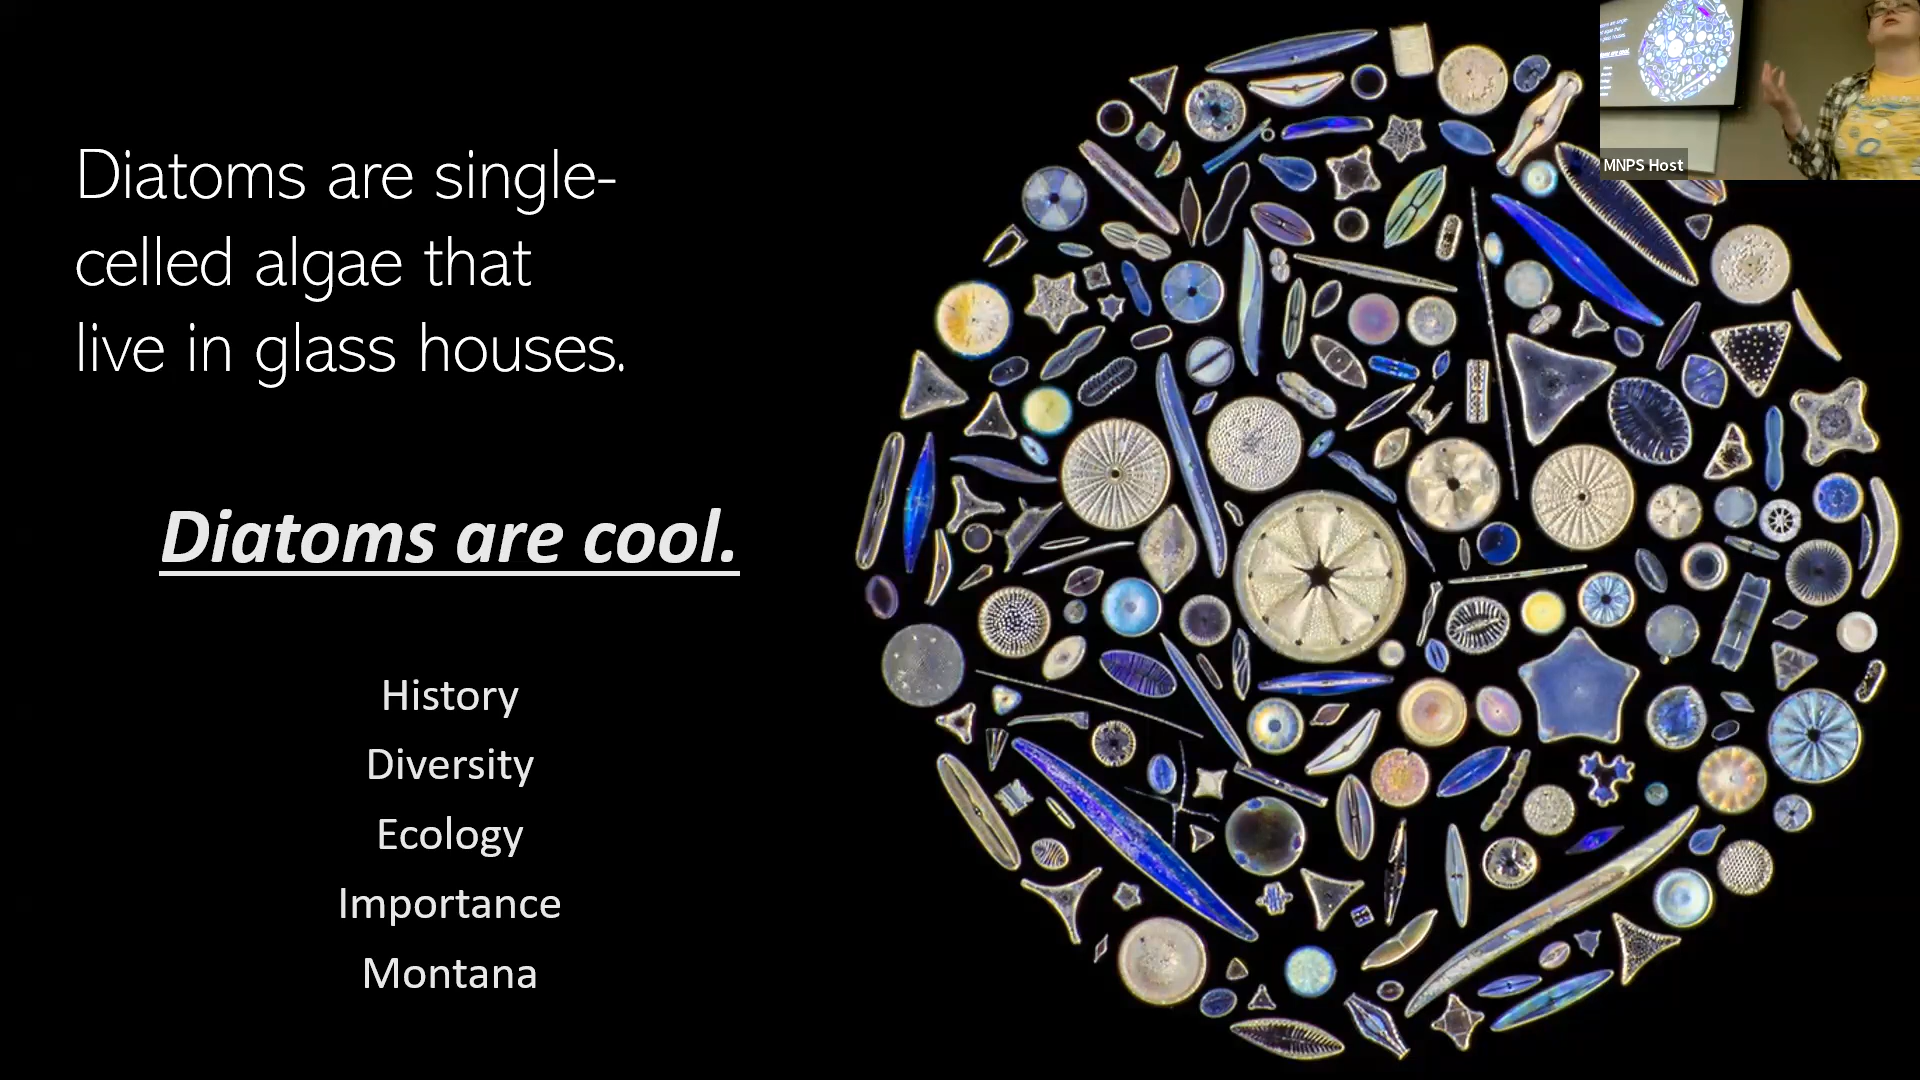 Diatoms are single-
celled algae that
live in glass houses.
Diatoms are cool.
History
Diversity
Ecology
Importance
Montana
MNPS Host